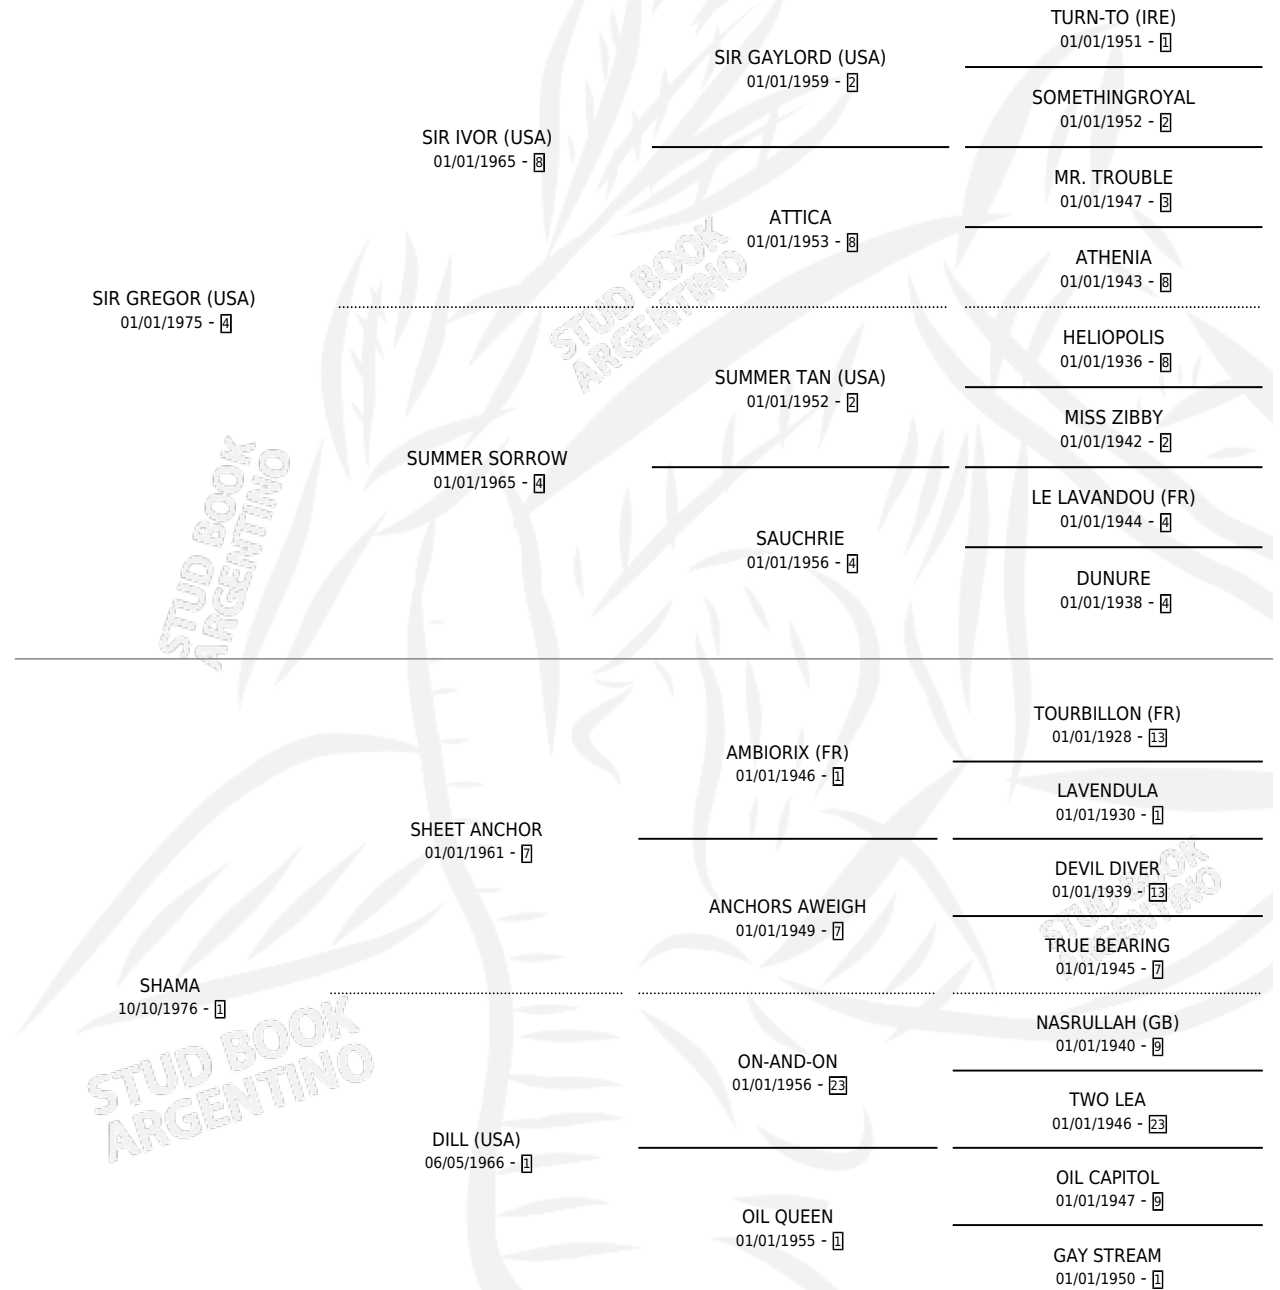 TURN-TO (IRE)
01/01/1951 - 1
SIR GAYLORD (USA)
01/01/1959 - 2
SOMETHINGROYAL
01/01/1952 - 2
SIR IVOR (USA)
01/01/1965 - 8
MR. TROUBLE
01/01/1947 - 3
ATTICA
01/01/1953 - 8
ATHENIA
01/01/1943 - 8
SIR GREGOR (USA)
01/01/1975 - 4
HELIOPOLIS
01/01/1936 - 8
SUMMER TAN (USA)
01/01/1952 - 2
MISS ZIBBY
01/01/1942 - 2
SUMMER SORROW
01/01/1965 - 4
LE LAVANDOU (FR)
01/01/1944 - 4
SAUCHRIE
01/01/1956 - 4
DUNURE
01/01/1938 - 4
STUD BOOK
ARGENTINO
STUD BOOK
ARGENTINO
TOURBILLON (FR)
01/01/1928 - 13
AMBIORIX (FR)
01/01/1946 - 1
LAVENDULA
01/01/1930 - 1
SHEET ANCHOR
01/01/1961 - 7
DEVIL DIVER
01/01/1939 - 13
ANCHORS AWEIGH
01/01/1949 - 7
TRUE BEARING
01/01/1945 - 7
SHAMA
10/10/1976 - 1
NASRULLAH (GB)
01/01/1940 - 9
ON-AND-ON
01/01/1956 - 23
TWO LEA
01/01/1946 - 23
DILL (USA)
06/05/1966 - 1
OIL CAPITOL
01/01/1947 - 9
OIL QUEEN
01/01/1955 - 1
GAY STREAM
01/01/1950 - 1
STUD BOOK
ARGENTINO
STUD BOOK
ARGENTINO